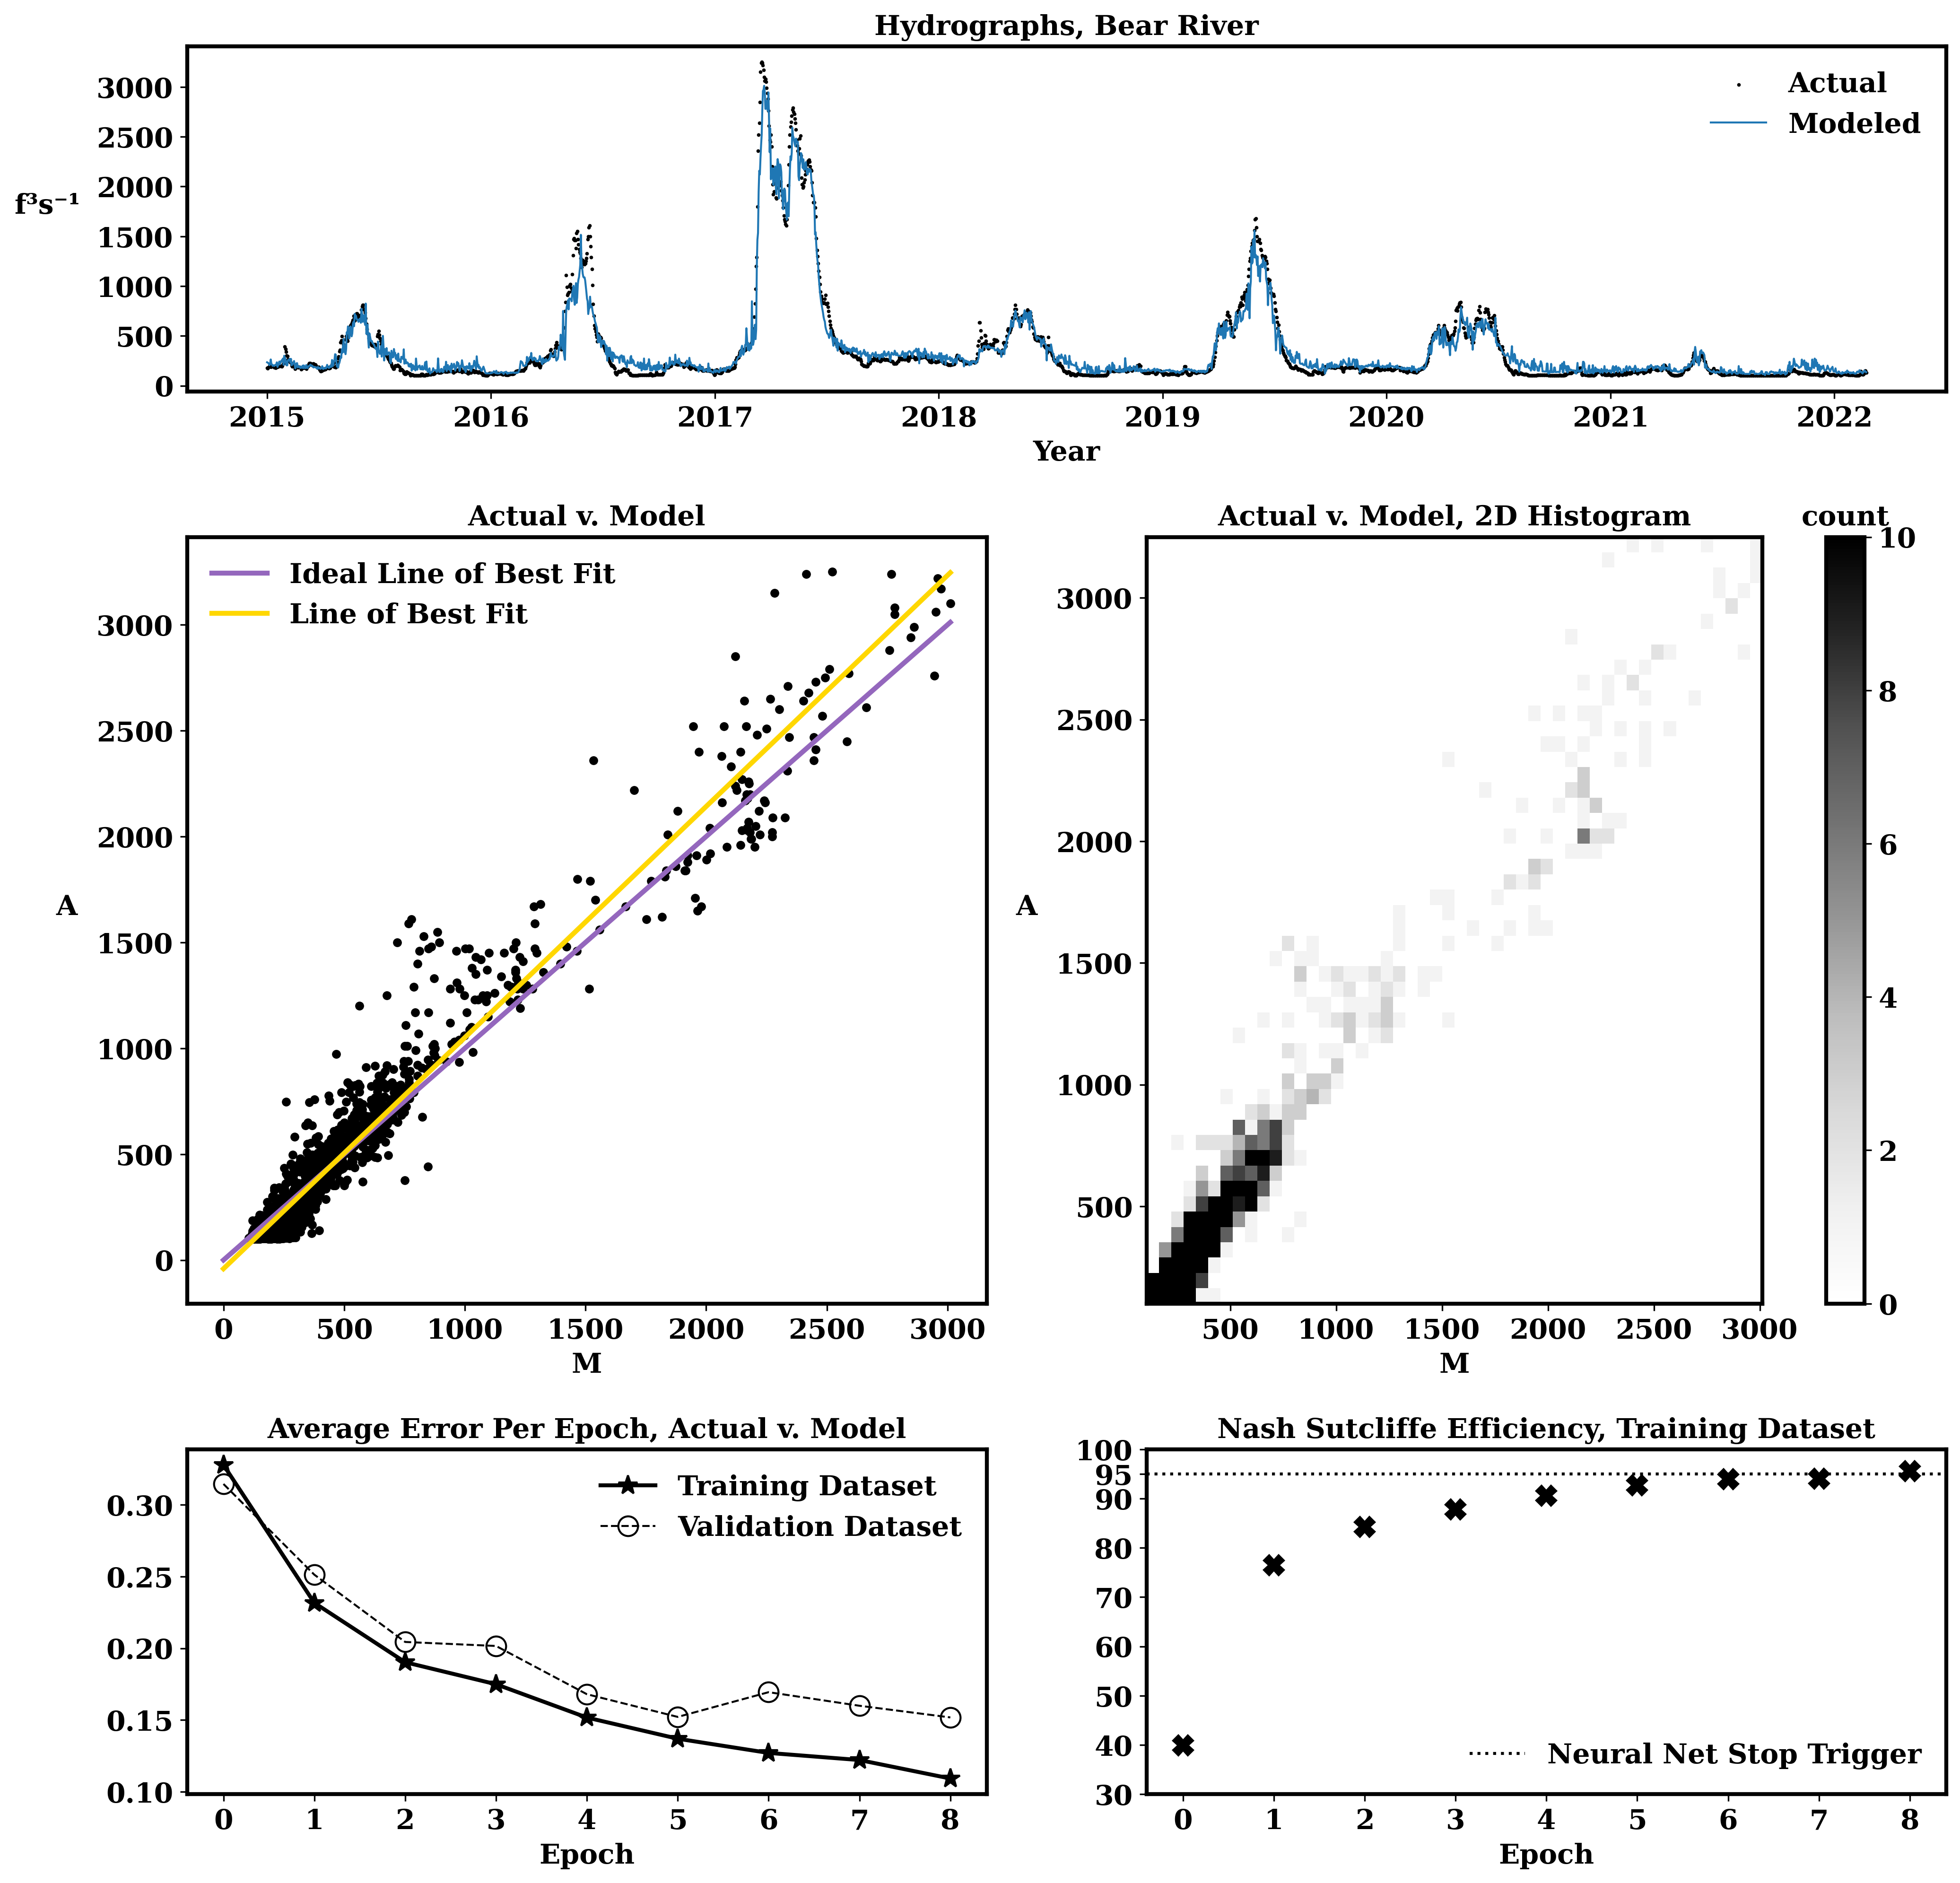 Hydrographs, Bear River
3000
2500
2000
1500
1000
500
0
f³s⁻¹
Actual
Modeled
2015 2016 2017 2018 2019 2020 2021 2022
Year
Actual v. Model
3000
2500
2000
1500
1000
500
0
A
Ideal Line of Best Fit
Line of Best Fit
0 500 1000 1500 2000 2500 3000
M
Actual v. Model, 2D Histogram
3000
2500
2000
1500
1000
500
A
500 1000 1500 2000 2500 3000
M
count
10
8
6
4
2
0
Average Error Per Epoch, Actual v. Model
0.30
0.25
0.20
0.15
0.10
Training Dataset
Validation Dataset
0 1 2 3 4 5 6 7 8
Epoch
Nash Sutcliffe Efficiency, Training Dataset
100
95
90
80
70
60
50
40
30
Neural Net Stop Trigger
0 1 2 3 4 5 6 7 8
Epoch